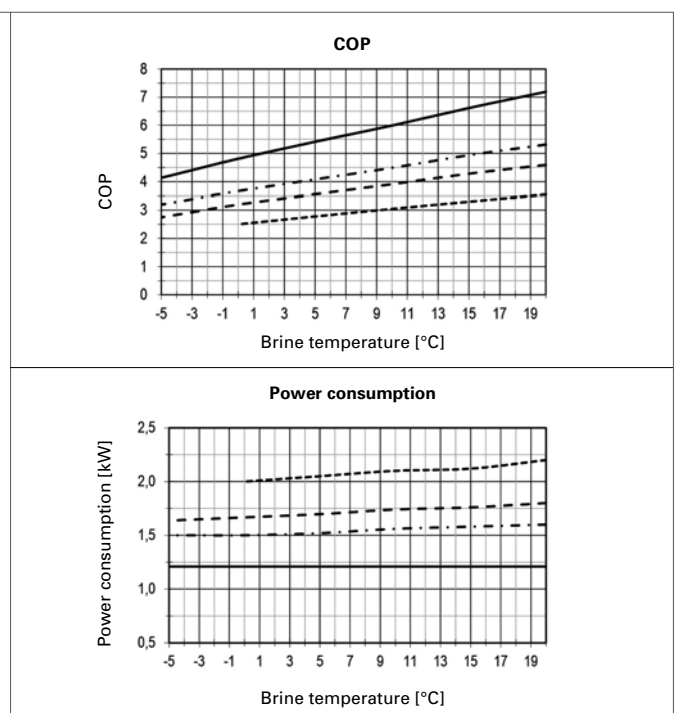 COP
8
7
6
5
4
3
2
1
0
COP
-5 -3 -1 1 3 5 7 9 11 13 15 17 19
Brine temperature [°C]
Power consumption
2,5
2,0
1,5
1,0
0,5
Power consumption [kW]
-5 -3 -1 1 3 5 7 9 11 13 15 17 19
Brine temperature [°C]